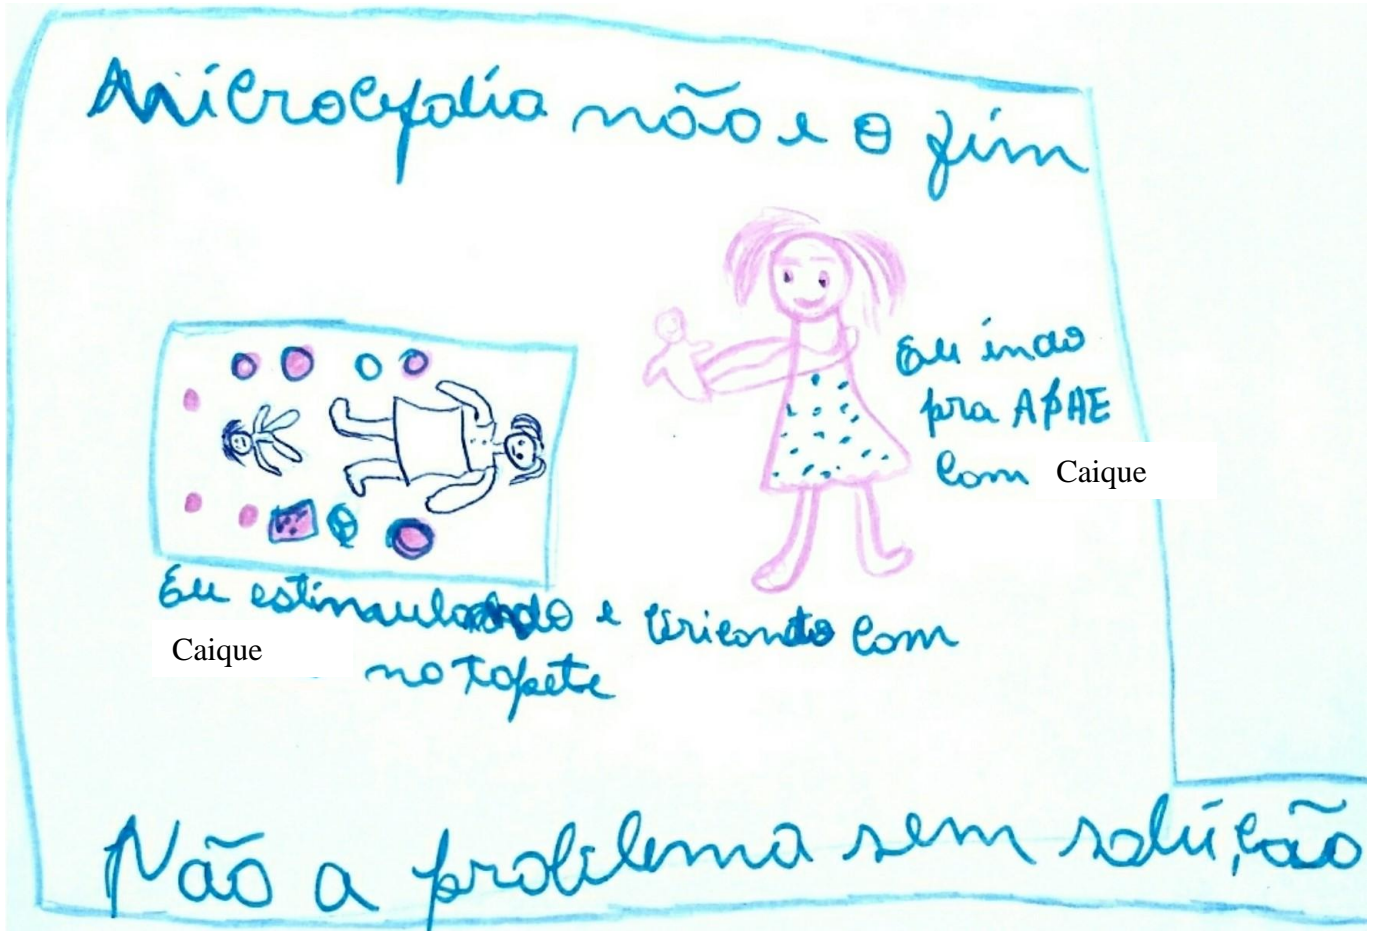 Microcefalia não e o fim
Eu indo
pra APAE
com Caique
Eu estimulando e bricando com
Caique no tapete
Não a problema sem solução